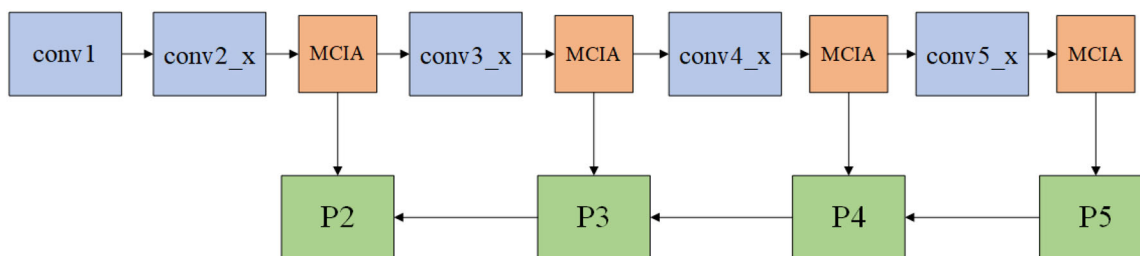 conv1
conv2_x
MCIA
conv3_x
MCIA
conv4_x
MCIA
conv5_x
MCIA
P2
P3
P4
P5